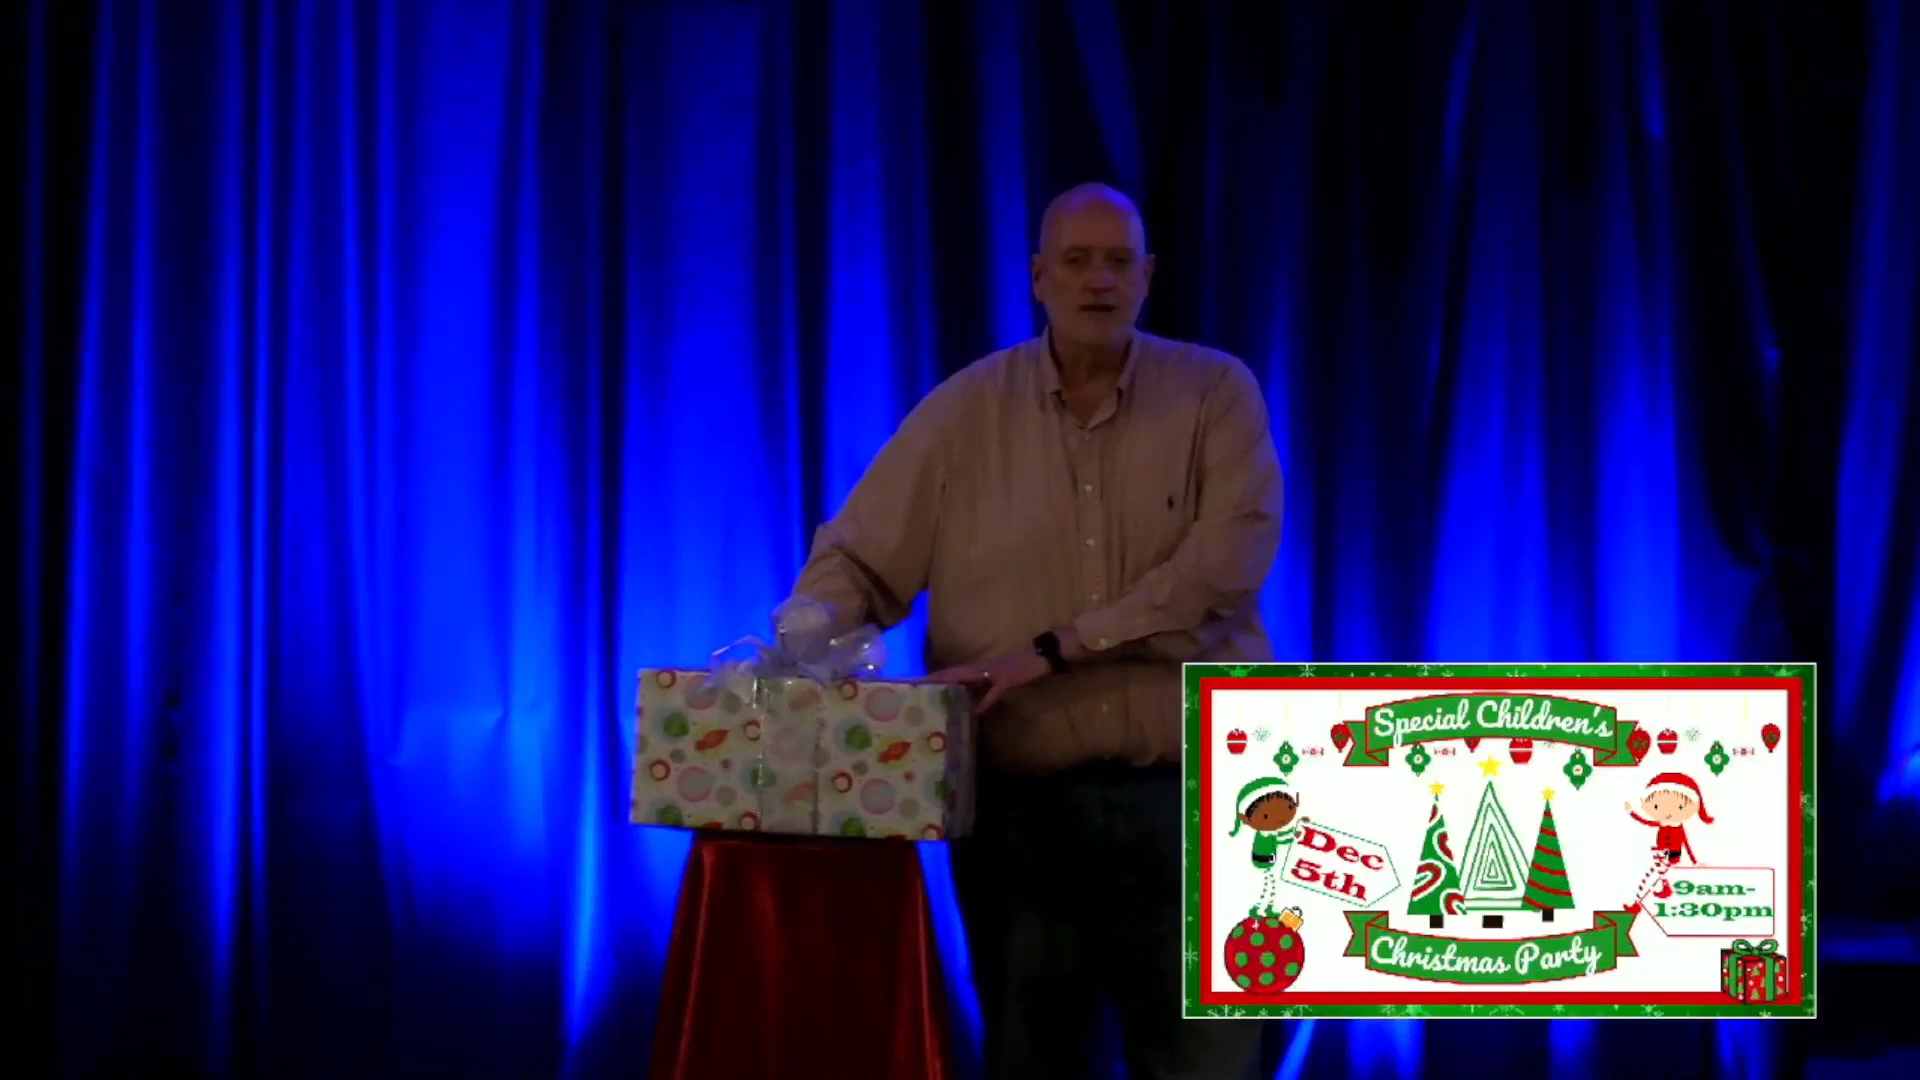 Special Children's
Dec
5th
9am-
1:30pm
Christmas Party